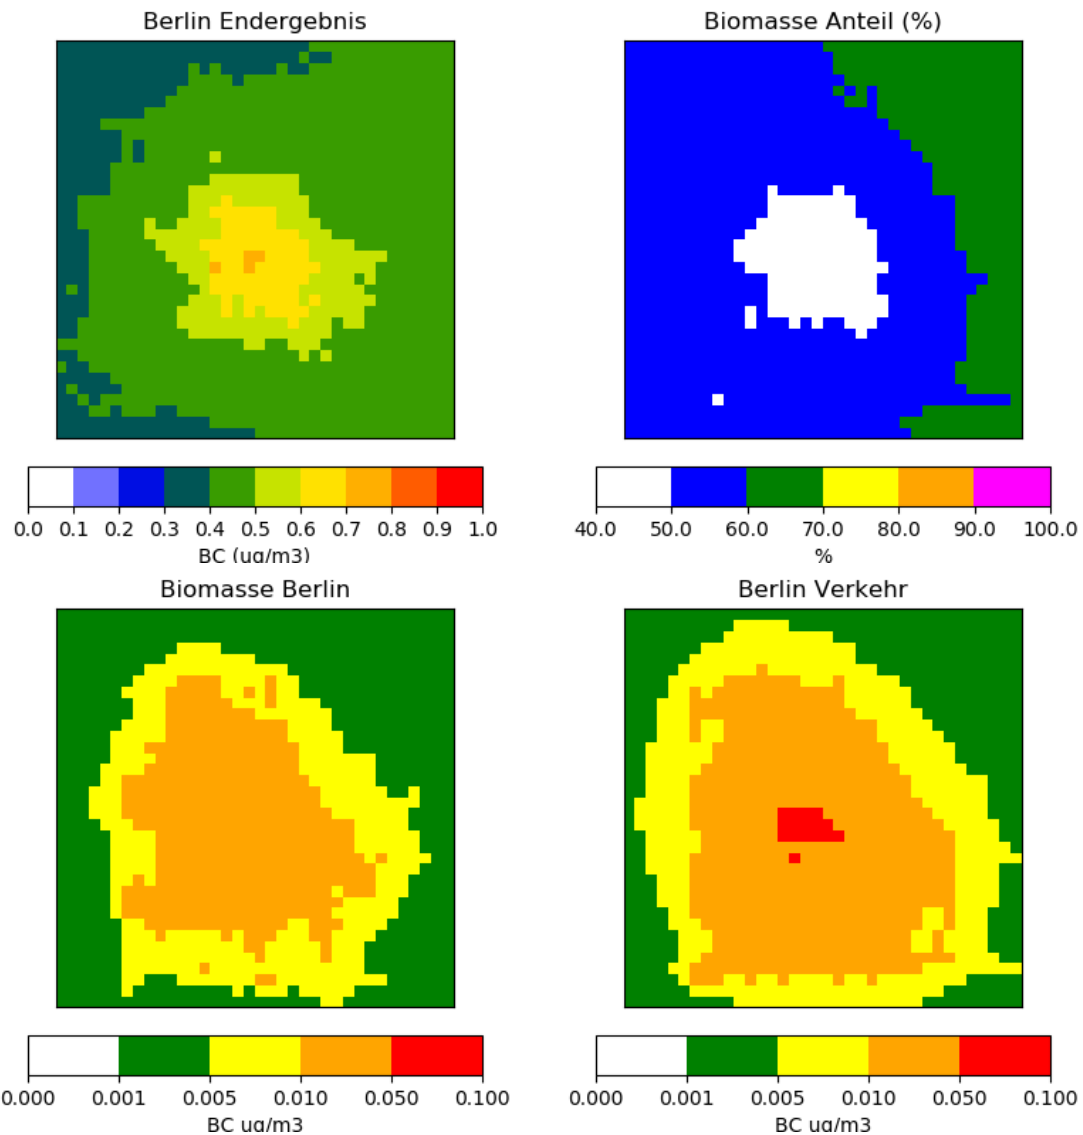 Berlin Endergebnis
Biomasse Anteil (%)
0.0 0.1 0.2 0.3 0.4 0.5 0.6 0.7 0.8 0.9 1.0
BC (ug/m3)
40.0 50.0 60.0 70.0 80.0 90.0 100.0
%
Biomasse Berlin
Berlin Verkehr
0.000 0.001 0.005 0.010 0.050 0.100
BC ug/m3
0.000 0.001 0.005 0.010 0.050 0.100
BC ug/m3